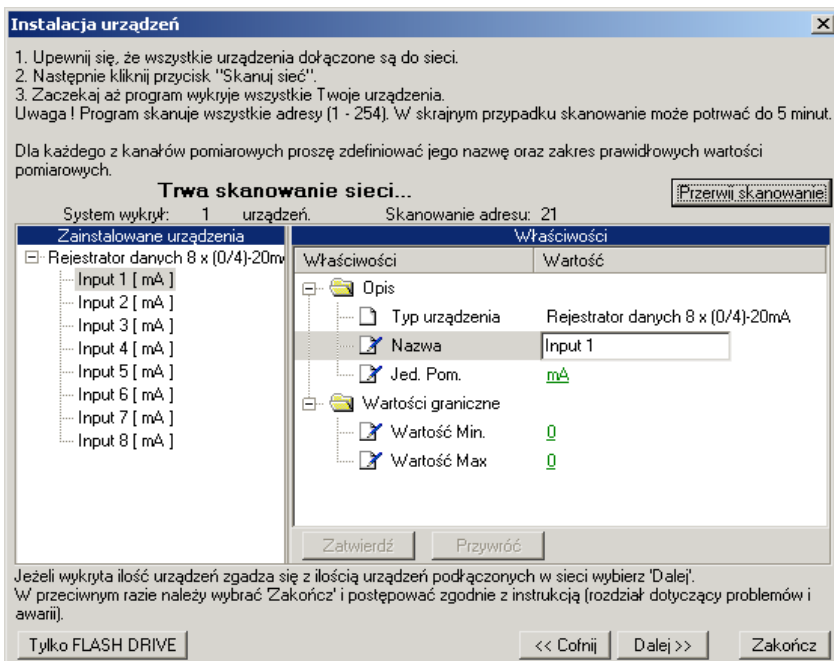 Instalacja urządzeń
1. Upewnij się, że wszystkie urządzenia dołączone są do sieci.
2. Następnie kliknij przycisk "Skanuj sieć".
3. Zaczekaj aż program wykryje wszystkie Twoje urządzenia.
Uwaga ! Program skanuje wszystkie adresy (1 - 254). W skrajnym przypadku skanowanie może potrwać do 5 minut.
Dla każdego z kanałów pomiarowych proszę zdefiniować jego nazwę oraz zakres prawidłowych wartości
pomiarowych.
Trwa skanowanie sieci...
Przerwij skanowanie
System wykrył: 1 urządzeń. Skanowanie adresu: 21
Zainstalowane urządzenia
Rejestrator danych 8 x (0/4)-20m
Input 1 [ mA ]
Input 2 [ mA ]
Input 3 [ mA ]
Input 4 [ mA ]
Input 5 [ mA ]
Input 6 [ mA ]
Input 7 [ mA ]
Input 8 [ mA ]
Właściwości
Właściwości Wartość
Opis
Typ urządzenia Rejestrator danych 8 x (0/4)-20mA
Nazwa Input 1
Jed. Pom. mA
Wartości graniczne
Wartość Min. 0
Wartość Max 0
Zatwierdź Przywróć
Jeżeli wykryta ilość urządzeń zgadza się z ilością urządzeń podłączonych w sieci wybierz 'Dalej'.
W przeciwnym razie należy wybrać 'Zakończ' i postępować zgodnie z instrukcją (rozdział dotyczący problemów i
awarii).
Tylko FLASH DRIVE << Cofnij Dalej >> Zakończ